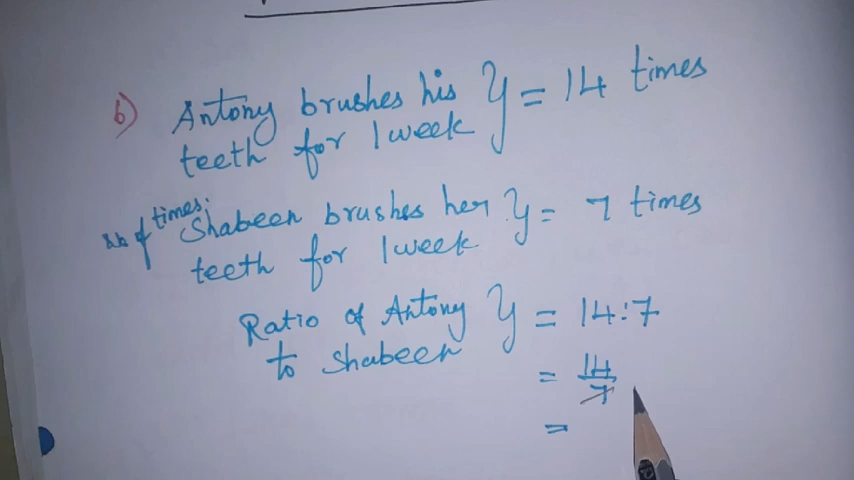 b) Antony brushes his } = 14 times
teeth for 1 week
No of times: Shabeen brushes her } = 7 times
teeth for 1 week
Ratio of Antony } = 14:7
to Shabeen
= 14/7
=